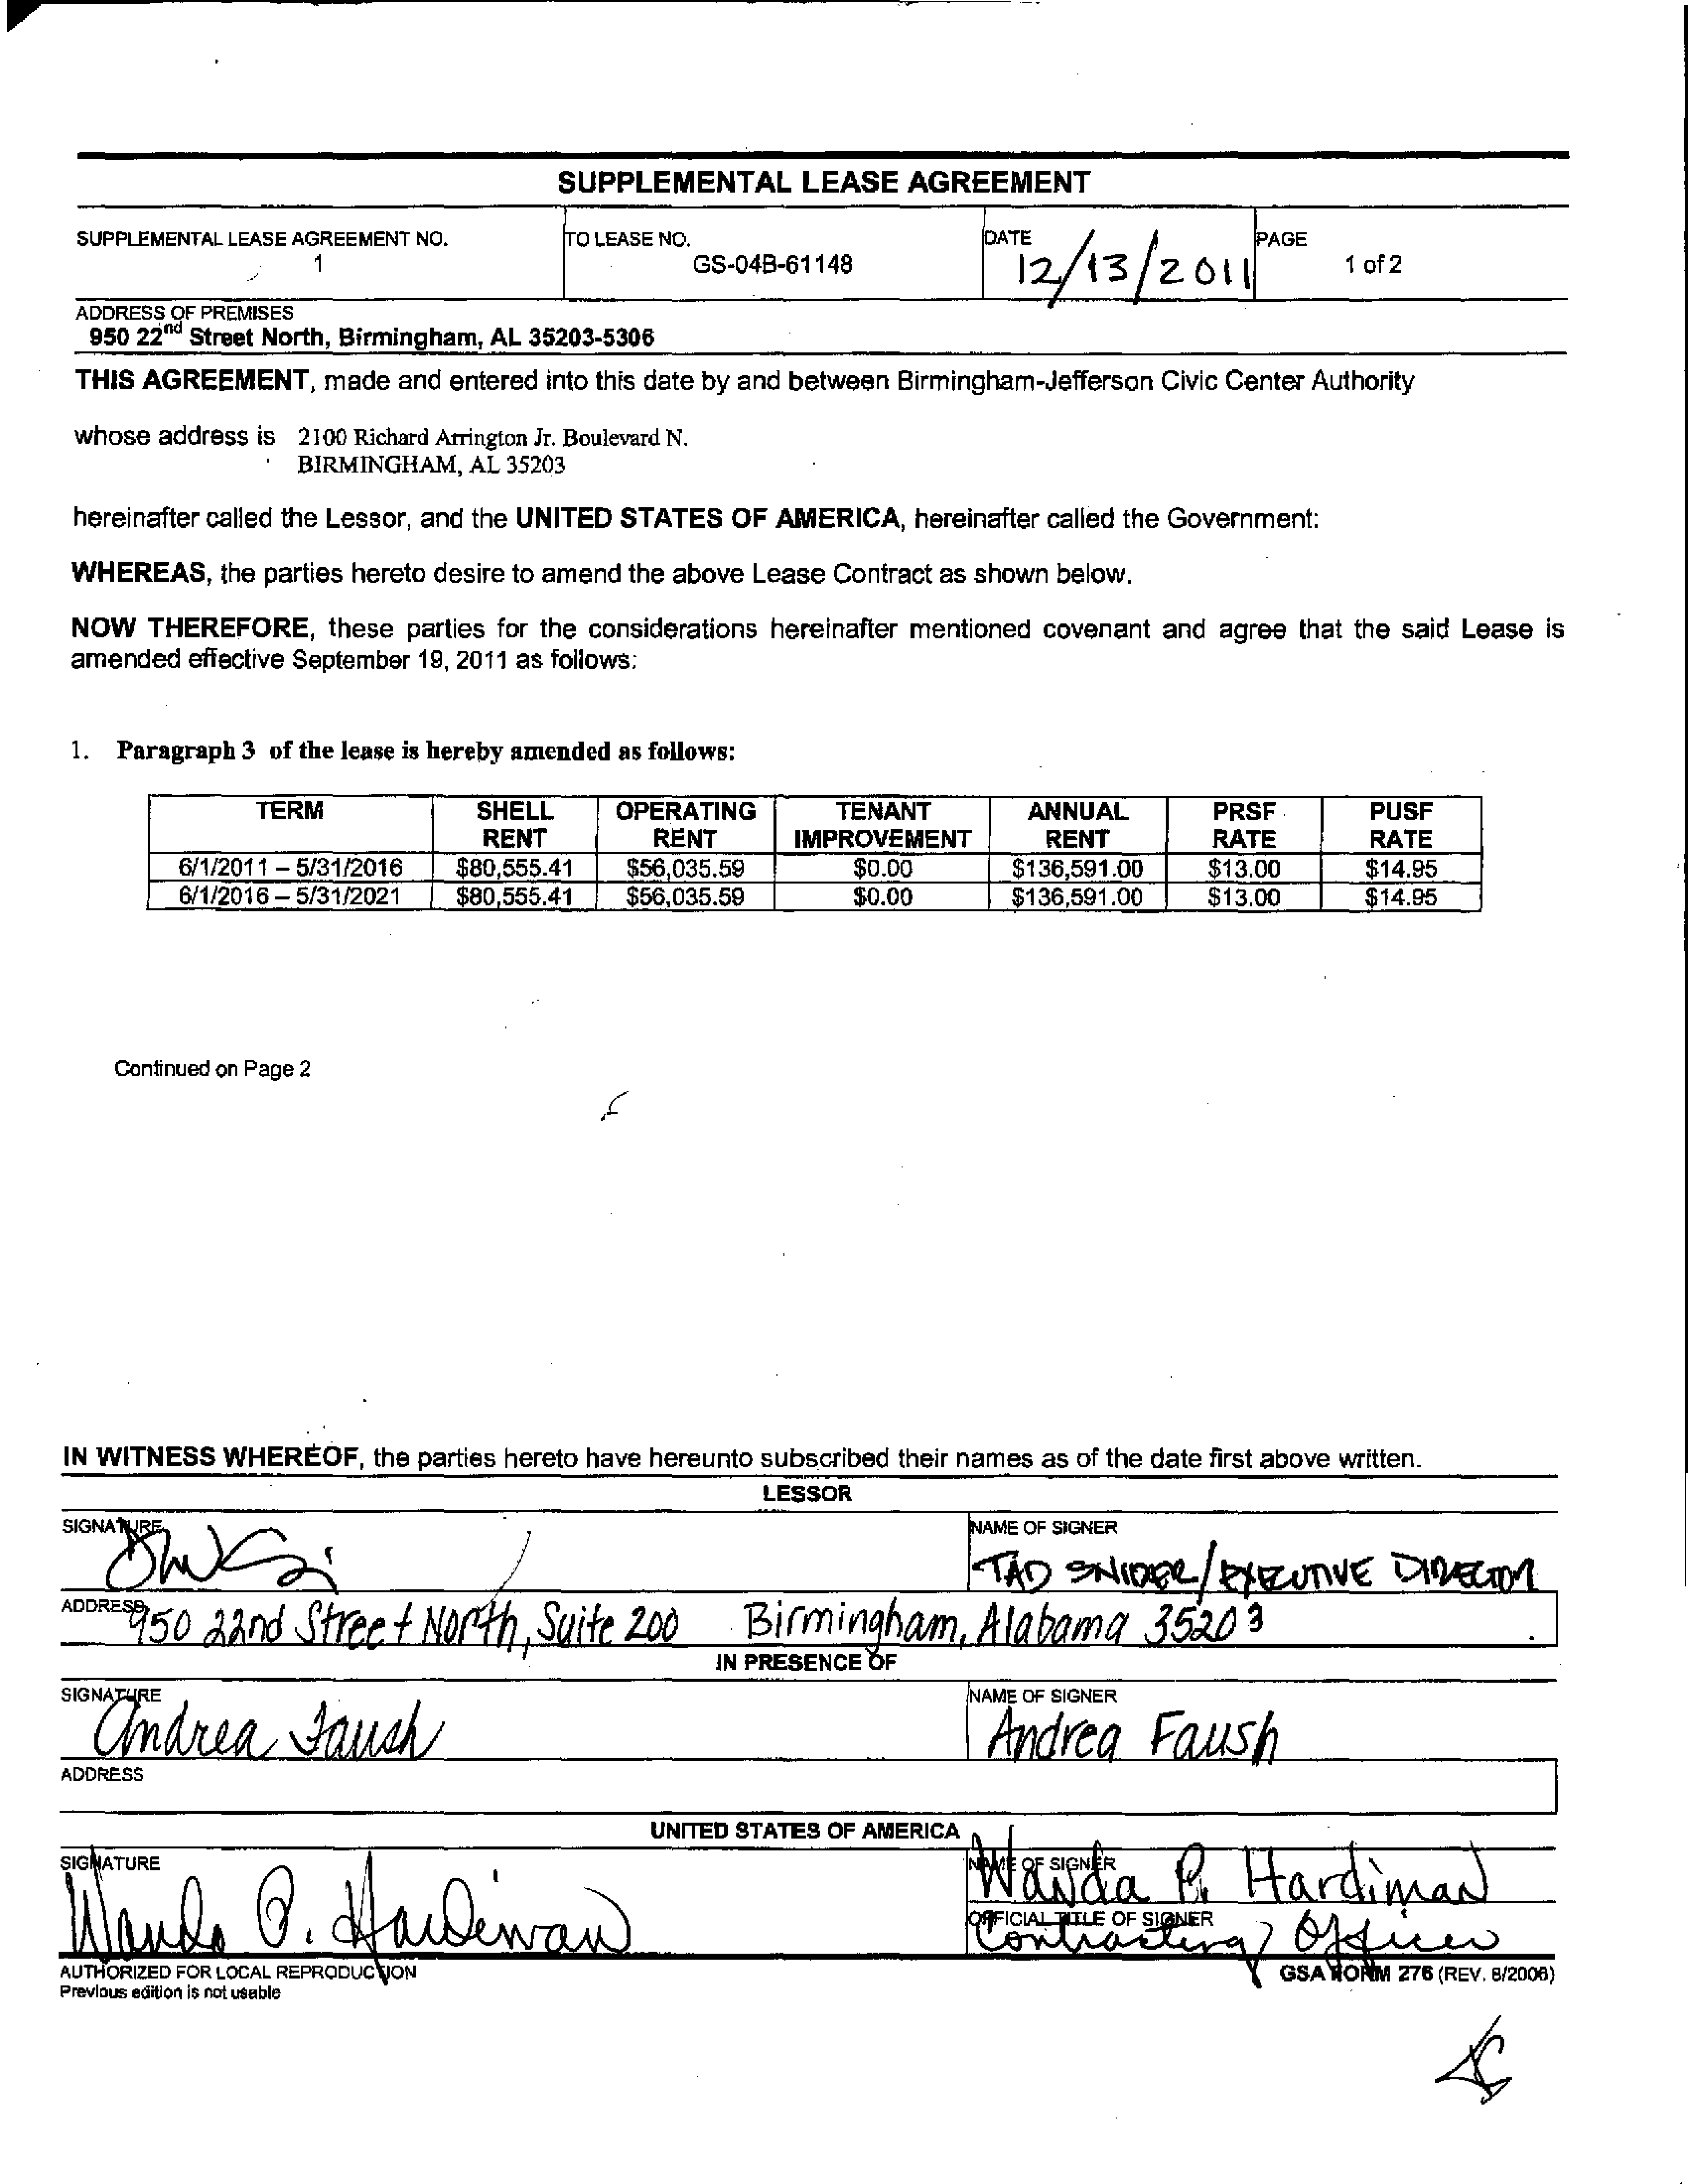 SUPPLEMENTAL LEASE AGREEMENT
SUPPLEMENTAL LEASE AGREEMENT NO. TO LEASE NO. DATE PAGE
1 GS-04B-61148 12/13/2011 1 of 2
ADDRESS OF PREMISES
950 22nd Street North, Birmingham, AL 35203-5306
THIS AGREEMENT, made and entered into this date by and between Birmingham-Jefferson Civic Center Authority
whose address is 2100 Richard Arrington Jr. Boulevard N.
BIRMINGHAM, AL 35203
hereinafter called the Lessor, and the UNITED STATES OF AMERICA, hereinafter called the Government:
WHEREAS, the parties hereto desire to amend the above Lease Contract as shown below.
NOW THEREFORE, these parties for the considerations hereinafter mentioned covenant and agree that the said Lease is
amended effective September 19, 2011 as follows:
1. Paragraph 3 of the lease is hereby amended as follows:
TERM SHELL OPERATING TENANT ANNUAL PRSF PUSF
RENT RENT IMPROVEMENT RENT RATE RATE
6/1/2011 – 5/31/2016 $80,555.41 $56,035.59 $0.00 $136,591.00 $13.00 $14.95
6/1/2016 – 5/31/2021 $80,555.41 $56,035.59 $0.00 $136,591.00 $13.00 $14.95
Continued on Page 2
IN WITNESS WHEREOF, the parties hereto have hereunto subscribed their names as of the date first above written.
LESSOR
SIGNATURE NAME OF SIGNER
TAD SNIDER/EXECUTIVE DIRECTOR
ADDRESS 950 22nd Street North, Suite 200 Birmingham, Alabama 35203
IN PRESENCE OF
SIGNATURE NAME OF SIGNER
Andrea Faush Andrea Faush
ADDRESS
UNITED STATES OF AMERICA
SIGNATURE NAME OF SIGNER
Wanda P. Hardiman Wanda P. Hardiman
OFFICIAL TITLE OF SIGNER
Contracting Officer
AUTHORIZED FOR LOCAL REPRODUCTION GSA FORM 276 (REV. 8/2006)
Previous edition is not usable